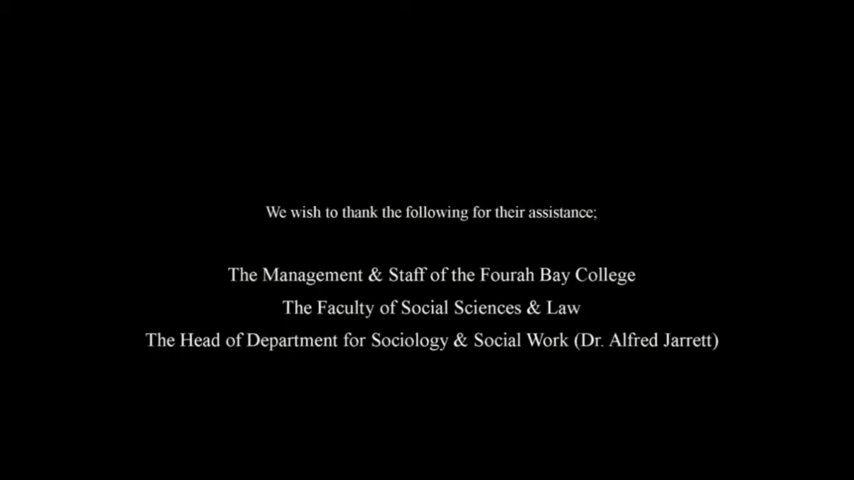 We wish to thank the following for their assistance;
The Management & Staff of the Fourah Bay College
The Faculty of Social Sciences & Law
The Head of Department for Sociology & Social Work (Dr. Alfred Jarrett)